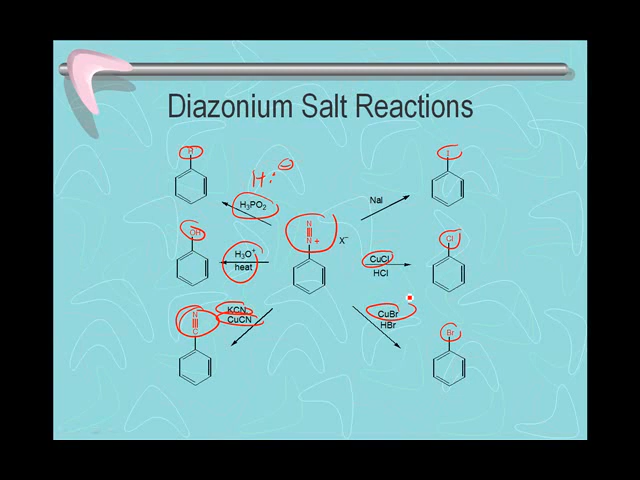 Diazonium Salt Reactions
H
I
H:⊖
H₃PO₂
NaI
N
N
+
X⁻
OH
H₃O⁺
heat
CuCl
HCl
Cl
N
C
KCN
CuCN
CuBr
HBr
Br